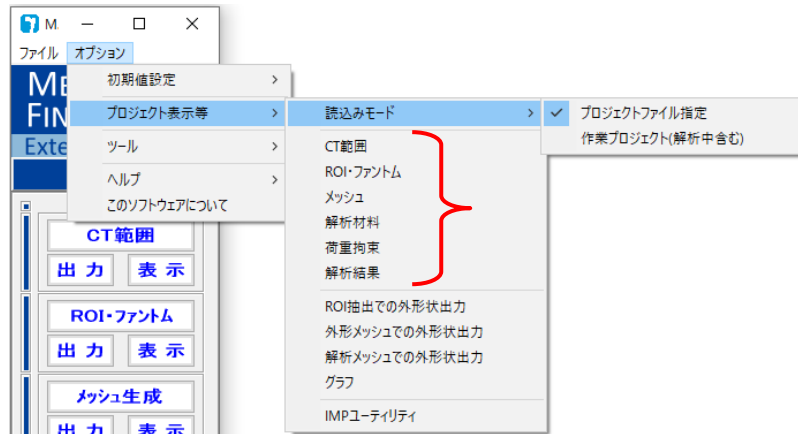 M.
ファイル オプション
ME
FIN
Exte
初期値設定
プロジェクト表示等
ツール
ヘルプ
このソフトウェアについて
読込みモード
CT範囲
ROI・ファントム
メッシュ
解析材料
荷重拘束
解析結果
ROI抽出での外形状出力
外形メッシュでの外形状出力
解析メッシュでの外形状出力
グラフ
IMPユーティリティ
プロジェクトファイル指定
作業プロジェクト(解析中含む)
CT範囲
出 力 表 示
ROI・ファントム
出 力 表 示
メッシュ生成
出 力 表 示